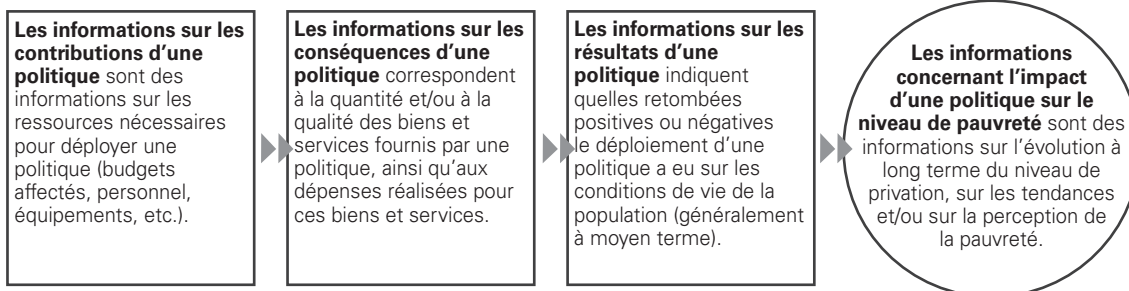 Les informations sur les
contributions d'une
politique sont des
informations sur les
ressources nécessaires
pour déployer une
politique (budgets
affectés, personnel,
équipements, etc.).
Les informations sur les
conséquences d'une
politique correspondent
à la quantité et/ou à la
qualité des biens et
services fournis par une
politique, ainsi qu'aux
dépenses réalisées pour
ces biens et services.
Les informations sur les
résultats d'une
politique indiquent
quelles retombées
positives ou négatives
le déploiement d'une
politique a eu sur les
conditions de vie de la
population (généralement
à moyen terme).
Les informations
concernant l'impact
d'une politique sur le
niveau de pauvreté sont des
informations sur l'évolution à
long terme du niveau de
privation, sur les tendances
et/ou sur la perception de
la pauvreté.